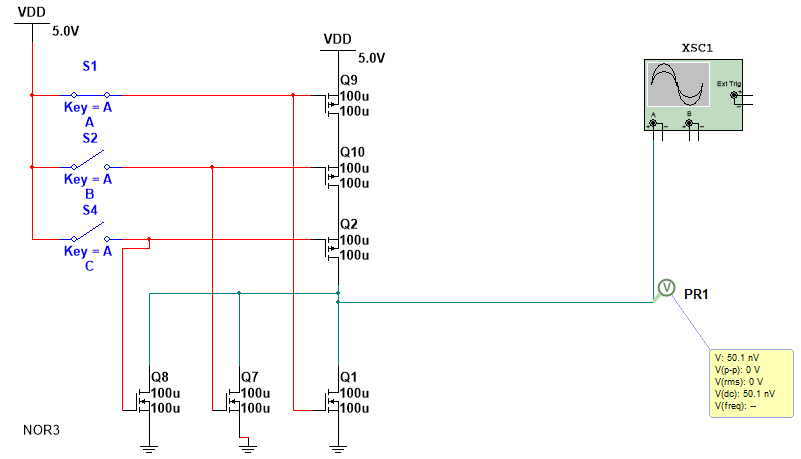 VDD
5.0V
S1
Key = A
A
S2
Key = A
B
S4
Key = A
C
VDD
5.0V
Q9
100u
100u
Q10
100u
100u
Q2
100u
100u
Q8
100u
100u
Q7
100u
100u
Q1
100u
100u
NOR3
XSC1
Ext Trig
A
B
V
PR1
V: 50.1 nV
V(p-p): 0 V
V(rms): 0 V
V(dc): 50.1 nV
V(freq): --